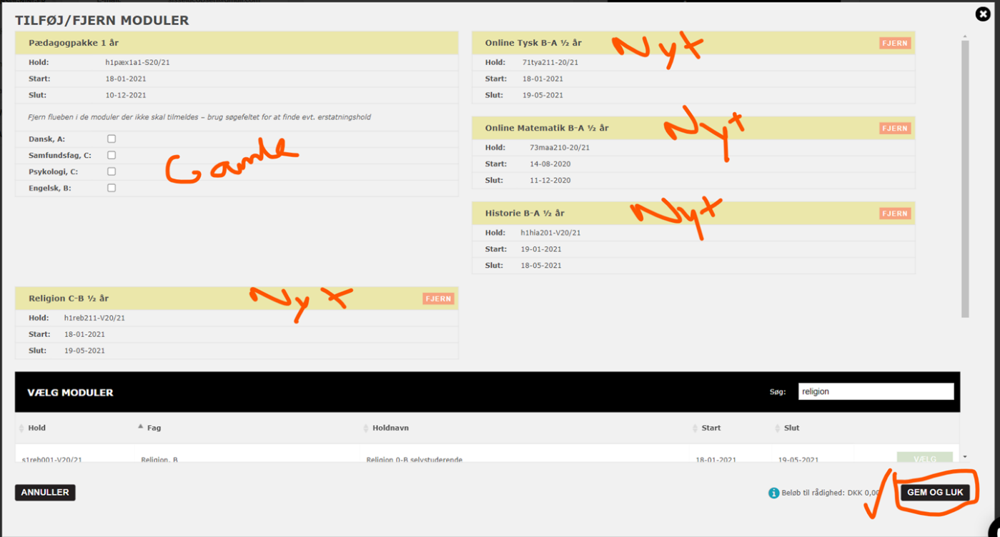 TILFØJ/FJERN MODULER
Pædagogpakke 1 år
Hold: h1pæx1a1-S20/21
Start: 18-01-2021
Slut: 10-12-2021
Fjern flueben i de moduler der ikke skal tilmeldes – brug søgefeltet for at finde evt. erstatningshold
Dansk, A:
Samfundsfag, C:
Psykologi, C:
Engelsk, B:
Gamle
Online Tysk B-A ½ år Nyt FJERN
Hold: 71tya211-20/21
Start: 18-01-2021
Slut: 19-05-2021
Online Matematik B-A ½ år Nyt FJERN
Hold: 73maa210-20/21
Start: 14-08-2020
Slut: 11-12-2020
Historie B-A ½ år Nyt FJERN
Hold: h1hia201-V20/21
Start: 19-01-2021
Slut: 18-05-2021
Religion C-B ½ år Nyt FJERN
Hold: h1reb211-V20/21
Start: 18-01-2021
Slut: 19-05-2021
VÆLG MODULER Søg: religion
Hold Fag Holdnavn Start Slut
s1reb001-V20/21 Religion, B Religion 0-B selvstuderende 18-01-2021 19-05-2021 VÆLG
ANNULLER Beløb til rådighed: DKK 0,00 GEM OG LUK